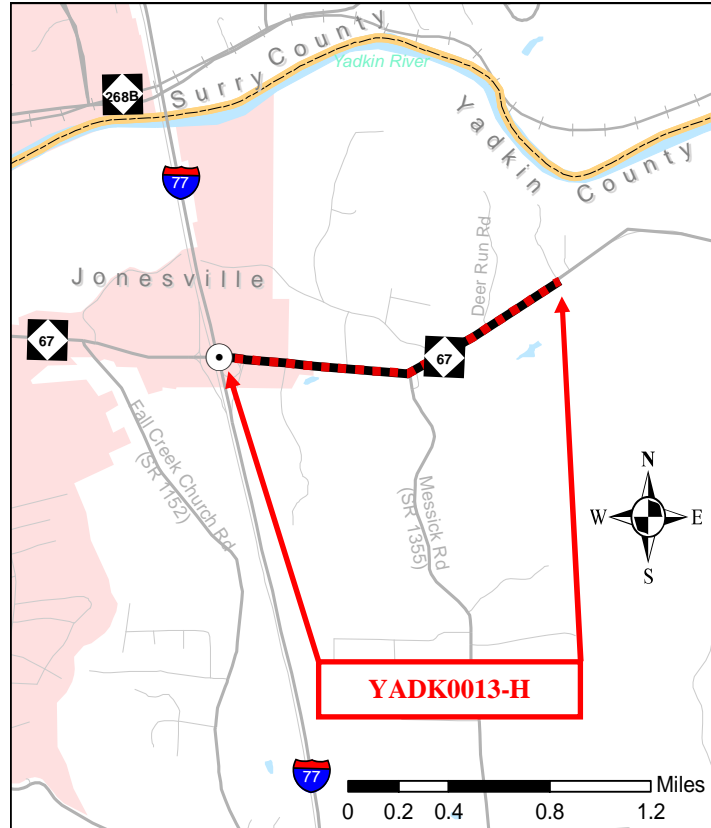 268B
Surry County
Yadkin River
Yadkin County
77
Jonesville
Deer Run Rd
67
67
Fall Creek Church Rd
(SR 1152)
Messick Rd
(SR 1355)
N
W E
S
YADK0013-H
77
Miles
0 0.2 0.4 0.8 1.2